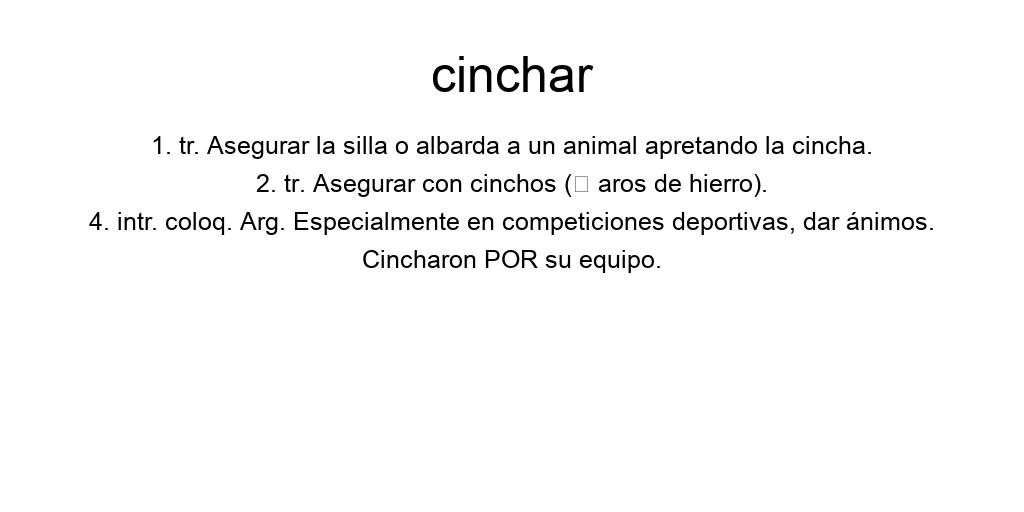 cinchar
1. tr. Asegurar la silla o albarda a un animal apretando la cincha.
2. tr. Asegurar con cinchos (□ aros de hierro).
4. intr. coloq. Arg. Especialmente en competiciones deportivas, dar ánimos.
Cincharon POR su equipo.